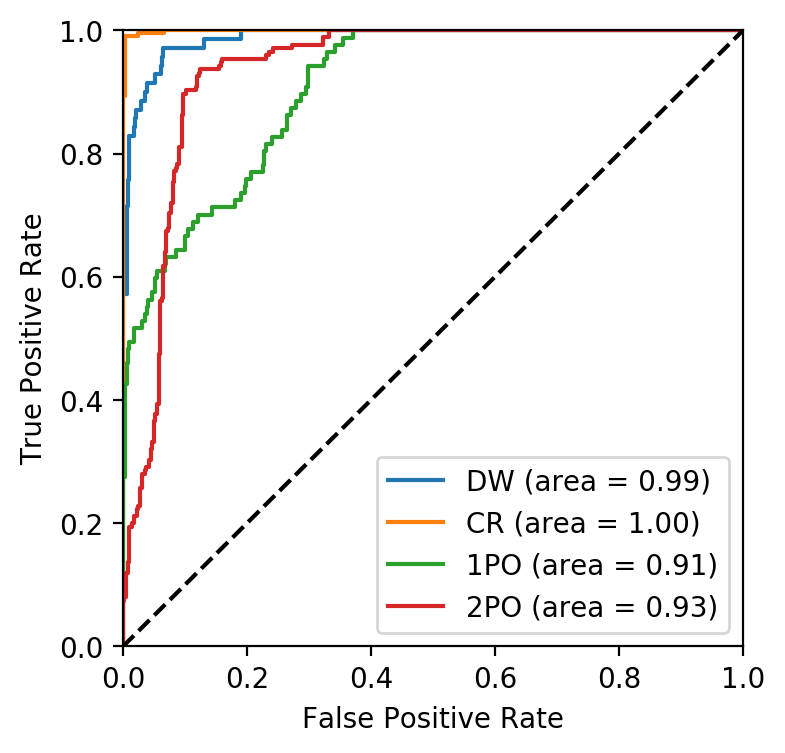 1.0
0.8
0.6
0.4
0.2
0.0
True Positive Rate
DW (area = 0.99)
CR (area = 1.00)
1PO (area = 0.91)
2PO (area = 0.93)
0.0 0.2 0.4 0.6 0.8 1.0
False Positive Rate